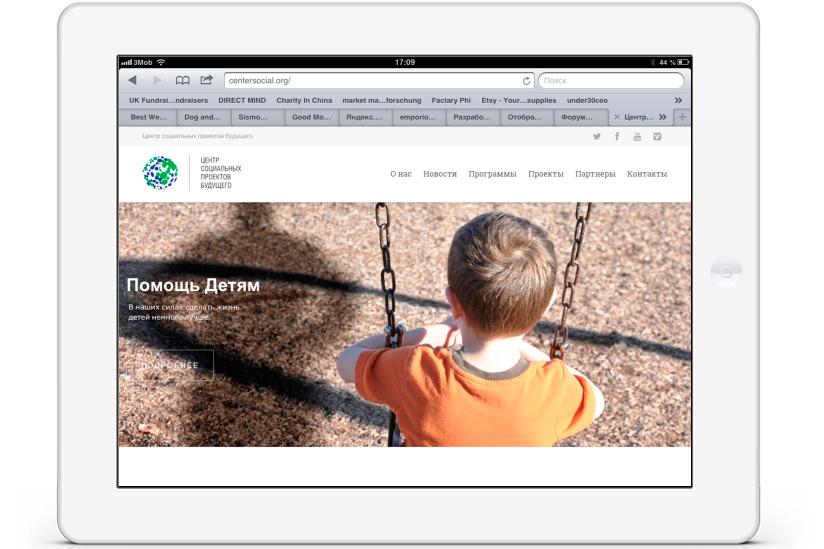 3Mob 17:09 44 %
centersocial.org/ Поиск
UK Fundrai...ndraisers DIRECT MIND Charity In China market ma...forschung Factary Phi Etsy - Your...supplies under30ceo
Best We... Dog and... Sismo... Good Mo... Яндекс.... emporio... Разрабо... Отобра... Форум... Центр...
Центр социальных проектов будущего
ЦЕНТР
СОЦИАЛЬНЫХ
ПРОЕКТОВ
БУДУЩЕГО
О нас Новости Программы Проекты Партнеры Контакты
Помощь Детям
В наших силах сделать жизнь
детей немного лучше.
ПОДРОБНЕЕ